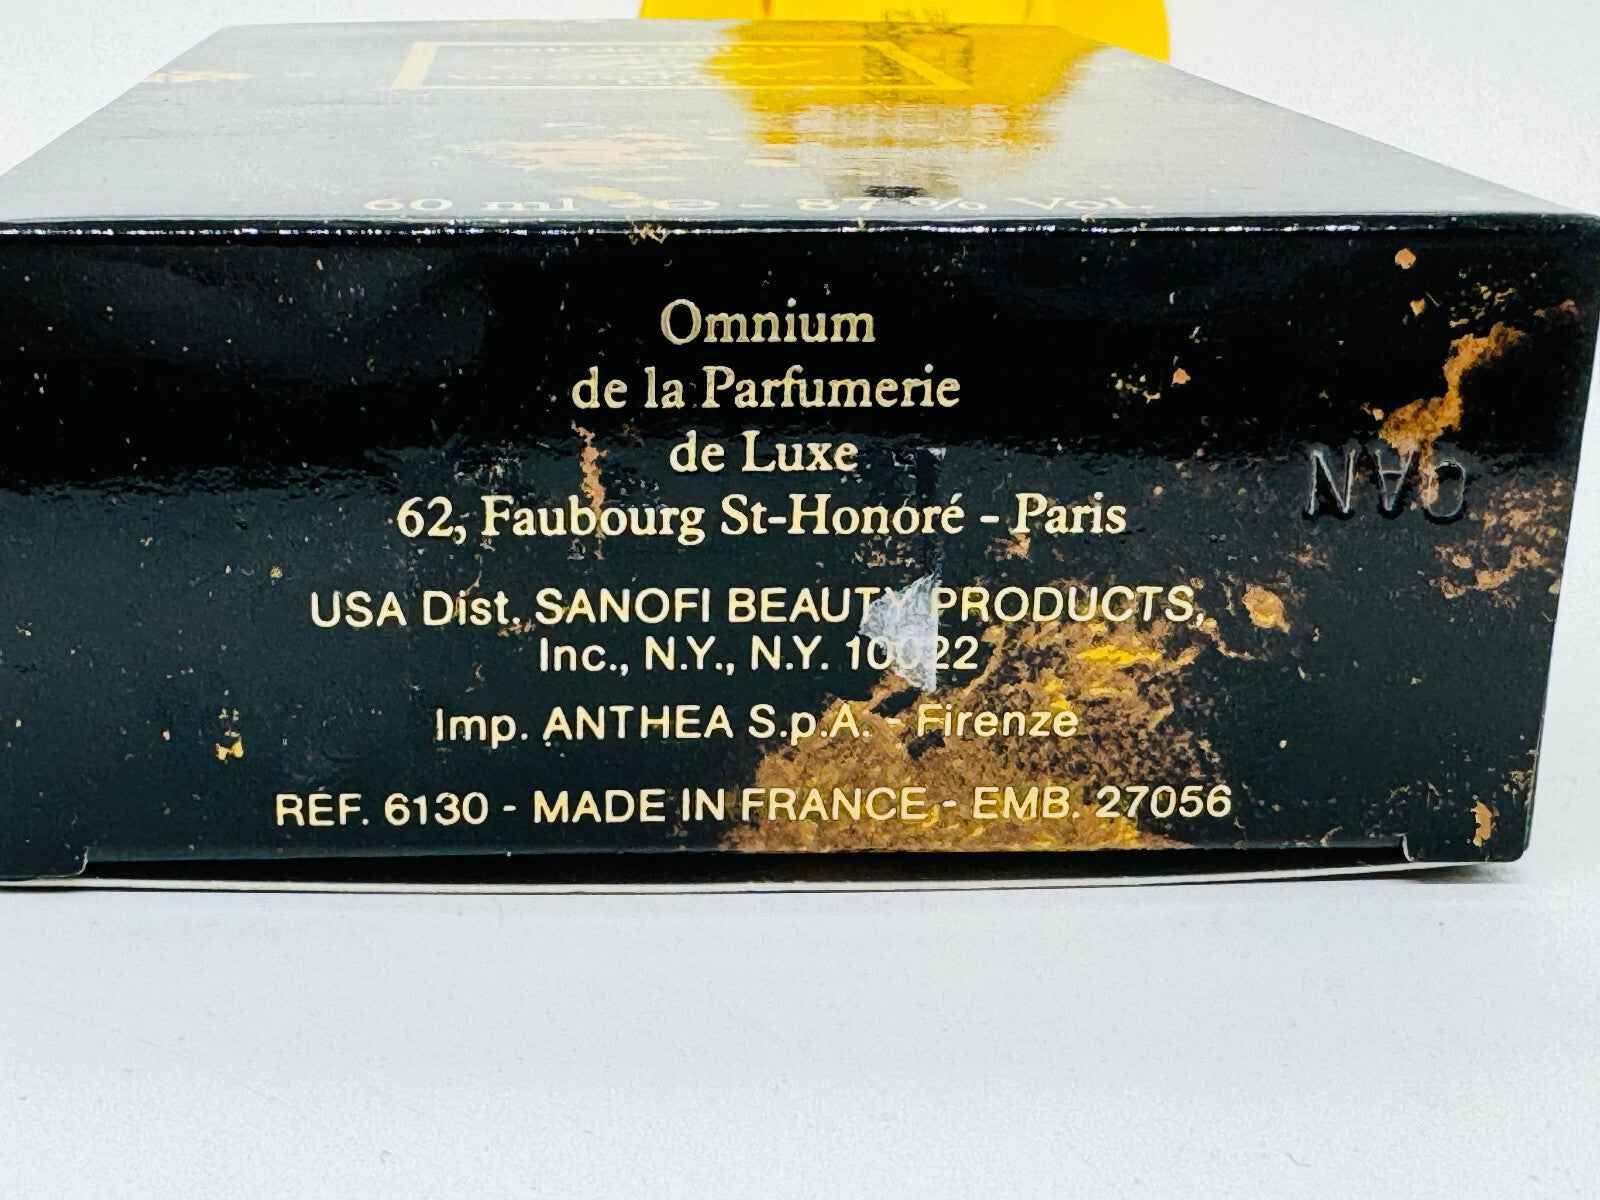 60 ml - 87 % Vol.
Omnium
de la Parfumerie
de Luxe
62, Faubourg St-Honoré - Paris
USA Dist. SANOFI BEAUTY PRODUCTS,
Inc., N.Y., N.Y. 10022
Imp. ANTHEA S.p.A. - Firenze
REF. 6130 - MADE IN FRANCE - EMB. 27056